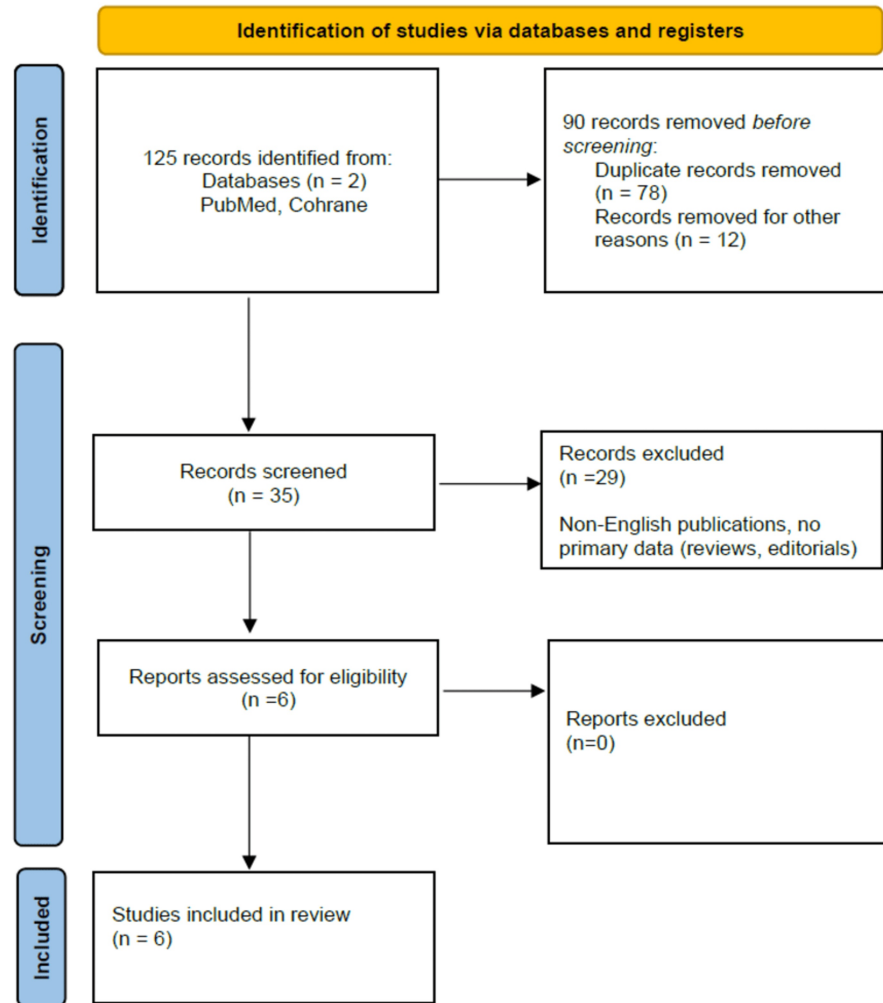 Identification of studies via databases and registers
Identification
125 records identified from:
Databases (n = 2)
PubMed, Cochrane
90 records removed before
screening:
Duplicate records removed
(n = 78)
Records removed for other
reasons (n = 12)
Screening
Records screened
(n = 35)
Records excluded
(n =29)
Non-English publications, no
primary data (reviews, editorials)
Reports assessed for eligibility
(n =6)
Reports excluded
(n=0)
Included
Studies included in review
(n = 6)